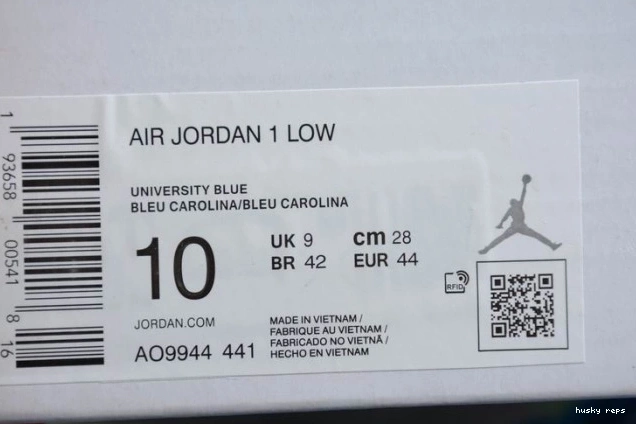 AIR JORDAN 1 LOW
UNIVERSITY BLUE
BLEU CAROLINA/BLEU CAROLINA
10
UK 9 cm 28
BR 42 EUR 44
RFID
JORDAN.COM
AO9944 441
MADE IN VIETNAM /
FABRIQUE AU VIETNAM /
FABRICADO NO VIETNÃ /
HECHO EN VIETNAM
1 93658 00541 8 16
husky reps